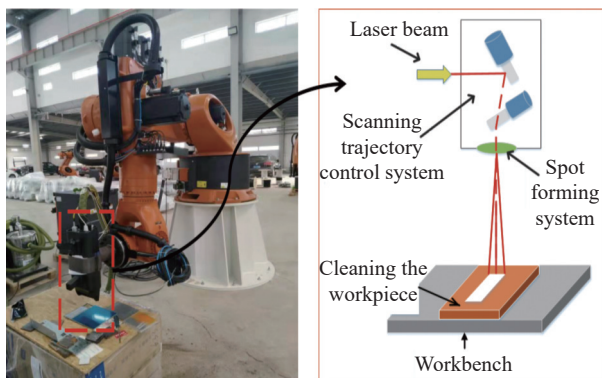 Laser beam
Scanning
trajectory
control system
Spot
forming
system
Cleaning the
workpiece
Workbench